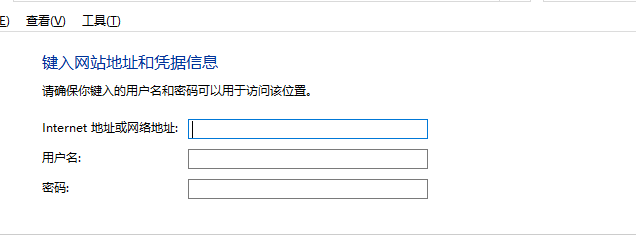 E)  查看(V)  工具(T)
键入网站地址和凭据信息
请确保你键入的用户名和密码可以用于访问该位置。
Internet 地址或网络地址:
用户名:
密码: